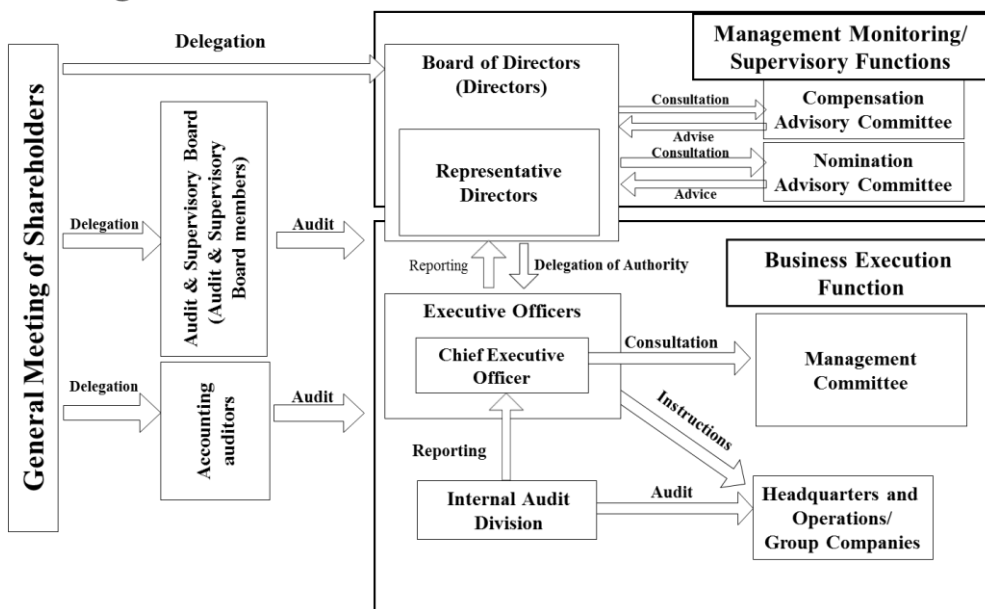 General Meeting of Shareholders
Delegation
Delegation
Delegation
Audit & Supervisory Board
(Audit & Supervisory
Board members)
Accounting
auditors
Audit
Audit
Management Monitoring/
Supervisory Functions
Board of Directors
(Directors)
Representative
Directors
Consultation
Advise
Compensation
Advisory Committee
Consultation
Advice
Nomination
Advisory Committee
Reporting
Delegation of Authority
Business Execution
Function
Executive Officers
Chief Executive
Officer
Consultation
Management
Committee
Instructions
Reporting
Internal Audit
Division
Audit
Headquarters and
Operations/
Group Companies